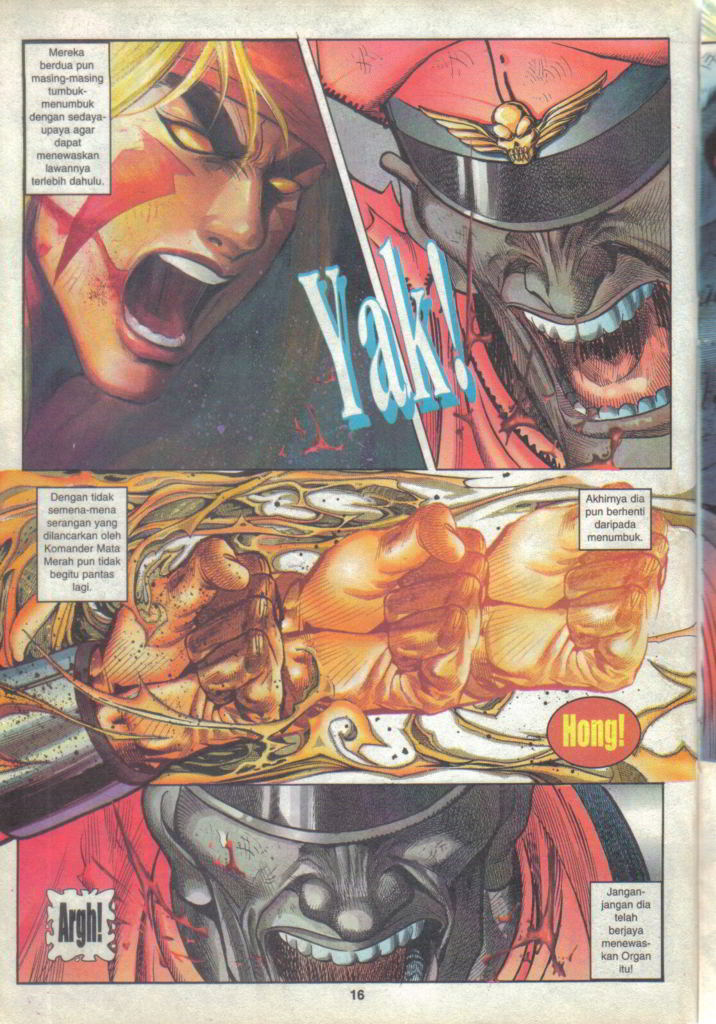 Mereka
berdua pun
masing-masing
tumbuk-
menumbuk
dengan sedaya-
upaya agar
dapat
menewaskan
lawannya
terlebih dahulu.
Yak!
Dengan tidak
semena-mena
serangan yang
dilancarkan oleh
Komander Mata
Merah pun tidak
begitu pantas
lagi.
Akhirnya dia
pun berhenti
daripada
menumbuk.
Hong!
Argh!
Jangan-
jangan dia
telah
berjaya
menewas-
kan Organ
itu!
16